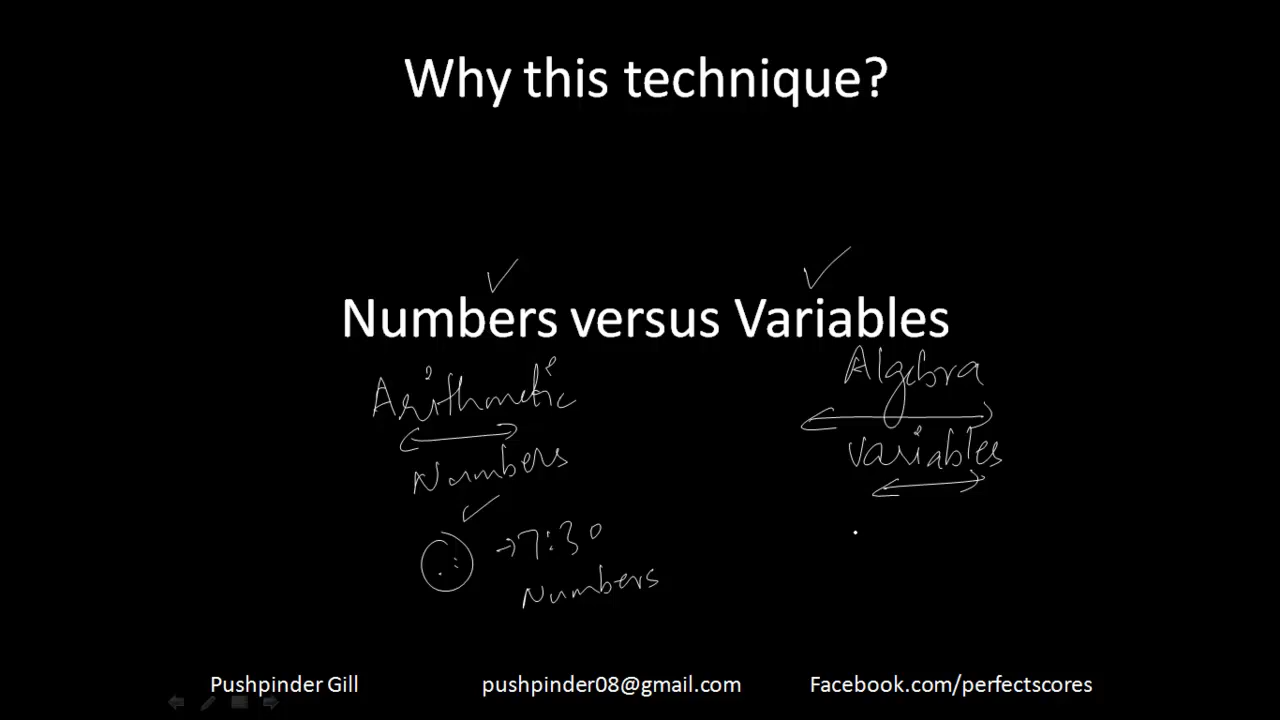 Why this technique?
Numbers versus Variables
Arithmetic
Algebra
Numbers
variables
→ 7:30
Numbers
Pushpinder Gill pushpinder08@gmail.com Facebook.com/perfectscores